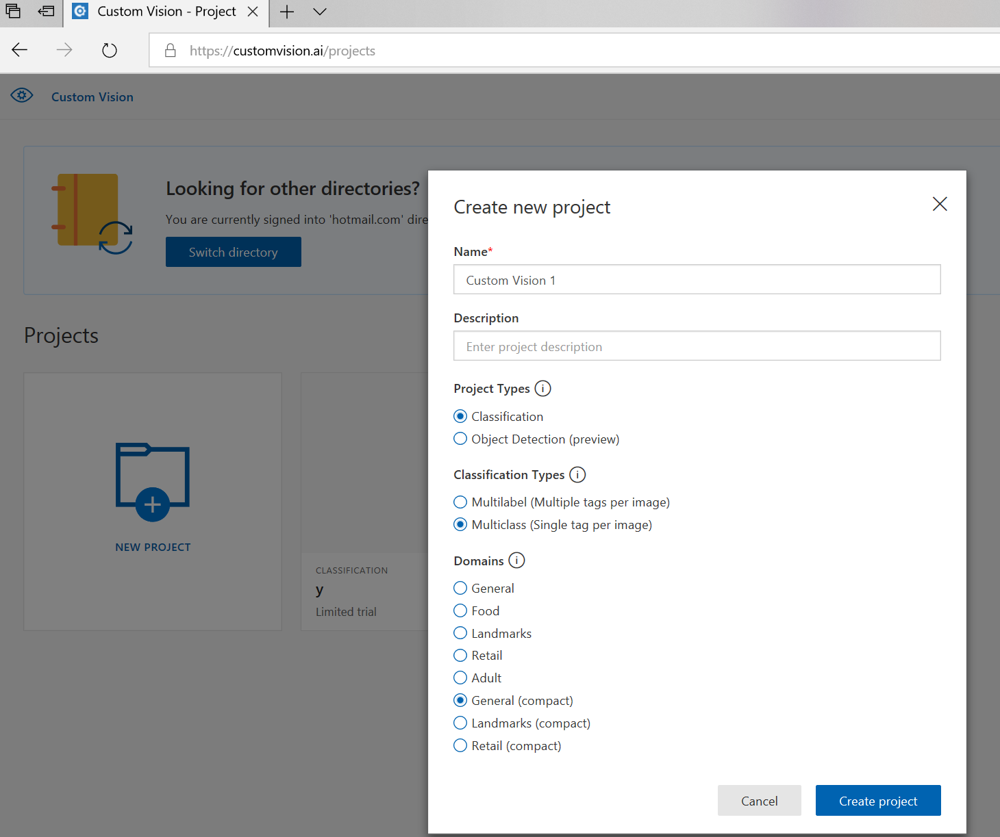 Custom Vision - Project
https://customvision.ai/projects
Custom Vision
Looking for other directories?
You are currently signed into 'hotmail.com' dire
Switch directory
Projects
NEW PROJECT
CLASSIFICATION
y
Limited trial
Create new project
Name*
Custom Vision 1
Description
Enter project description
Project Types
Classification
Object Detection (preview)
Classification Types
Multilabel (Multiple tags per image)
Multiclass (Single tag per image)
Domains
General
Food
Landmarks
Retail
Adult
General (compact)
Landmarks (compact)
Retail (compact)
Cancel
Create project